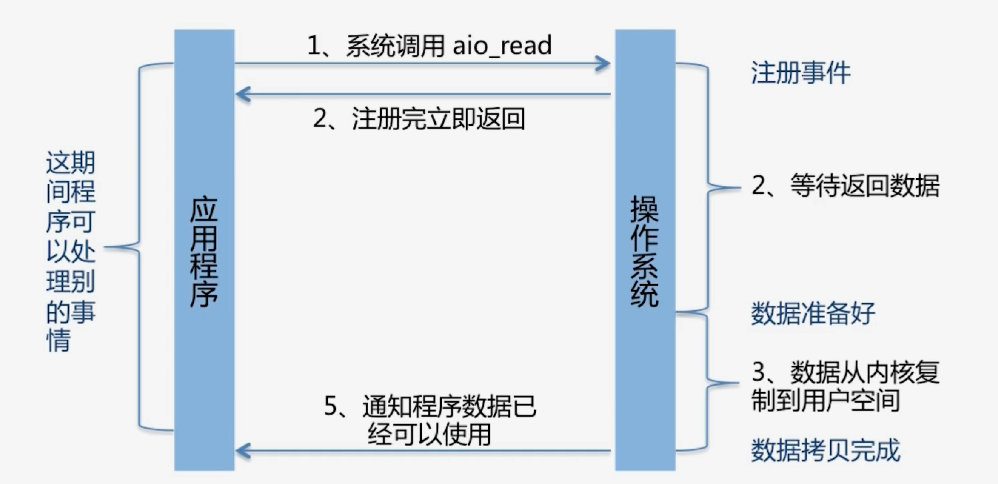 1、系统调用 aio_read
注册事件
2、注册完立即返回
这期
间程
序可
以处
理别
的事
情
应
用
程
序
操
作
系
统
2、等待返回数据
数据准备好
3、数据从内核复
制到用户空间
5、通知程序数据已
经可以使用
数据拷贝完成